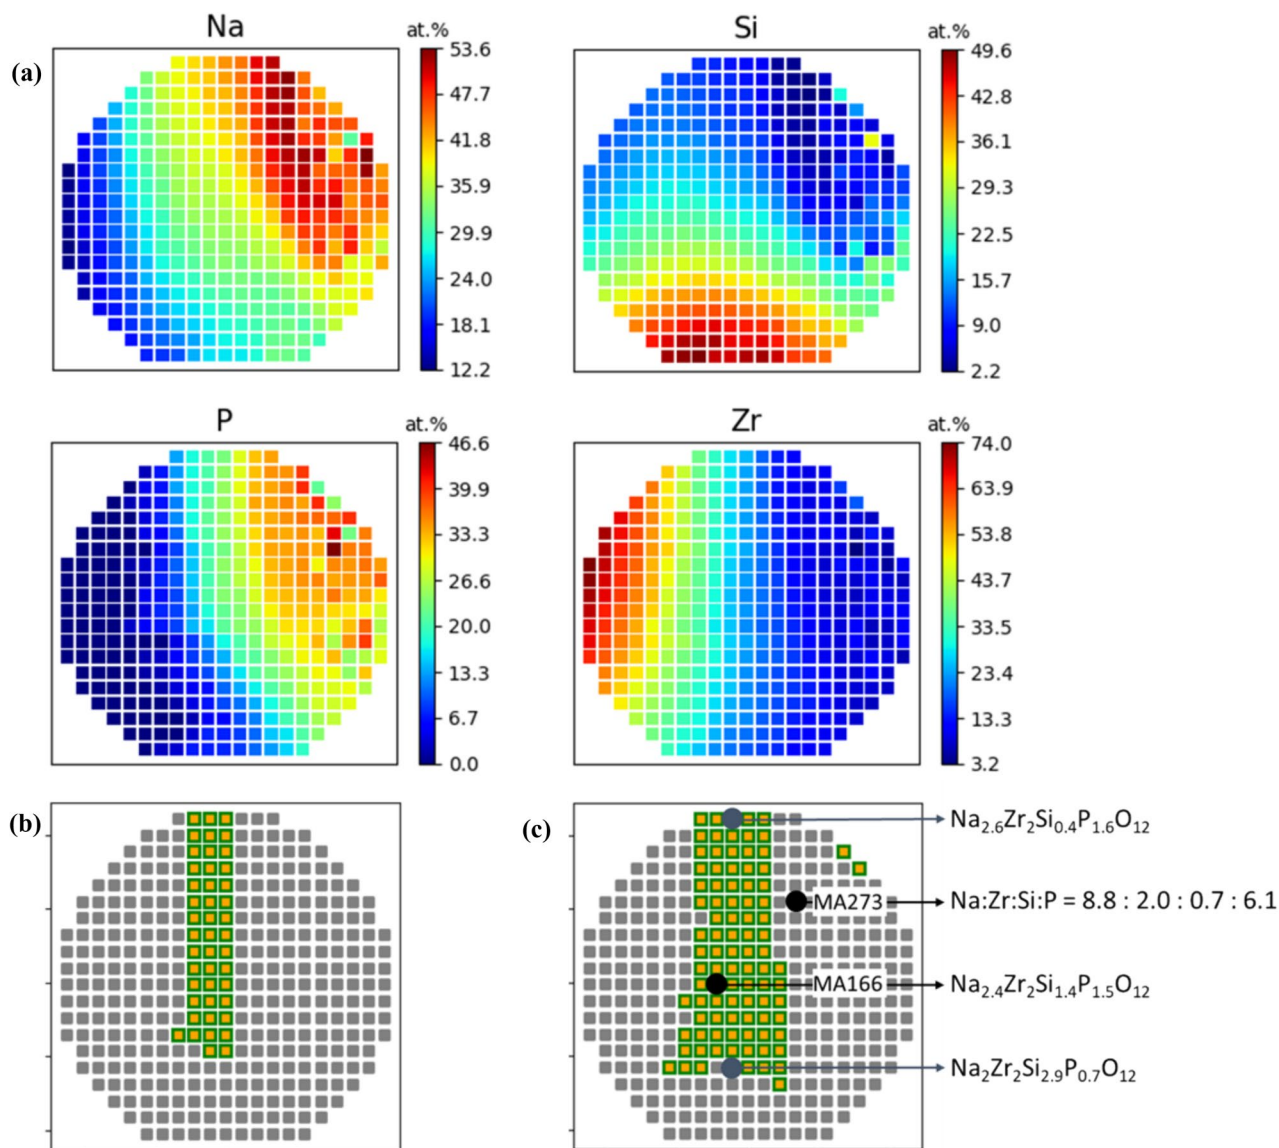 (a)
Na
at.%
53.6
47.7
41.8
35.9
29.9
24.0
18.1
12.2
Si
at.%
49.6
42.8
36.1
29.3
22.5
15.7
9.0
2.2
P
at.%
46.6
39.9
33.3
26.6
20.0
13.3
6.7
0.0
Zr
at.%
74.0
63.9
53.8
43.7
33.5
23.4
13.3
3.2
(b)
(c)
Na₂.₆Zr₂Si₀.₄P₁.₆O₁₂
MA273
Na:Zr:Si:P = 8.8 : 2.0 : 0.7 : 6.1
MA166
Na₂.₄Zr₂Si₁.₄P₁.₅O₁₂
Na₂Zr₂Si₂.₉P₀.₇O₁₂